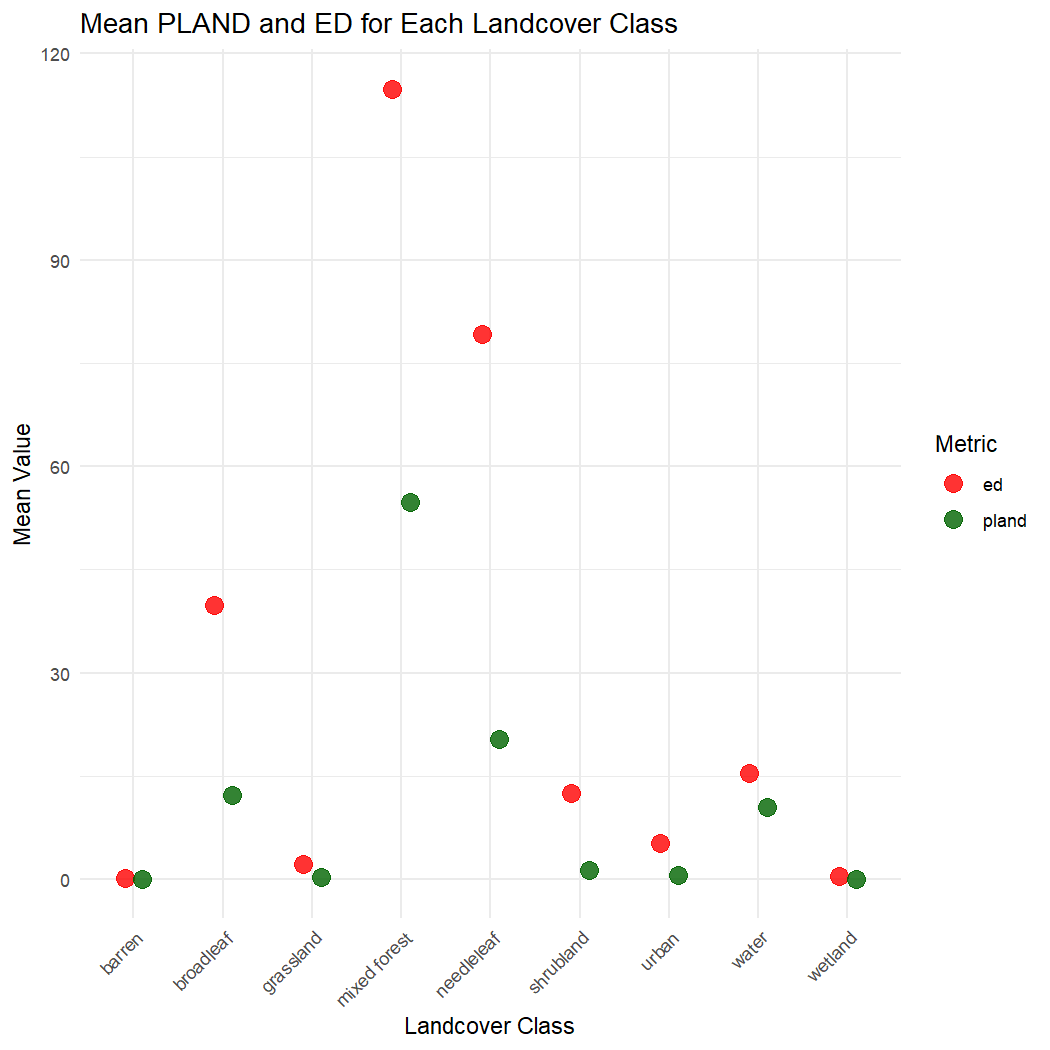 Mean PLAND and ED for Each Landcover Class
120
90
60
30
0
Mean Value
barren
broadleaf
grassland
mixed forest
needleleaf
shrubland
urban
water
wetland
Landcover Class
Metric
ed
pland